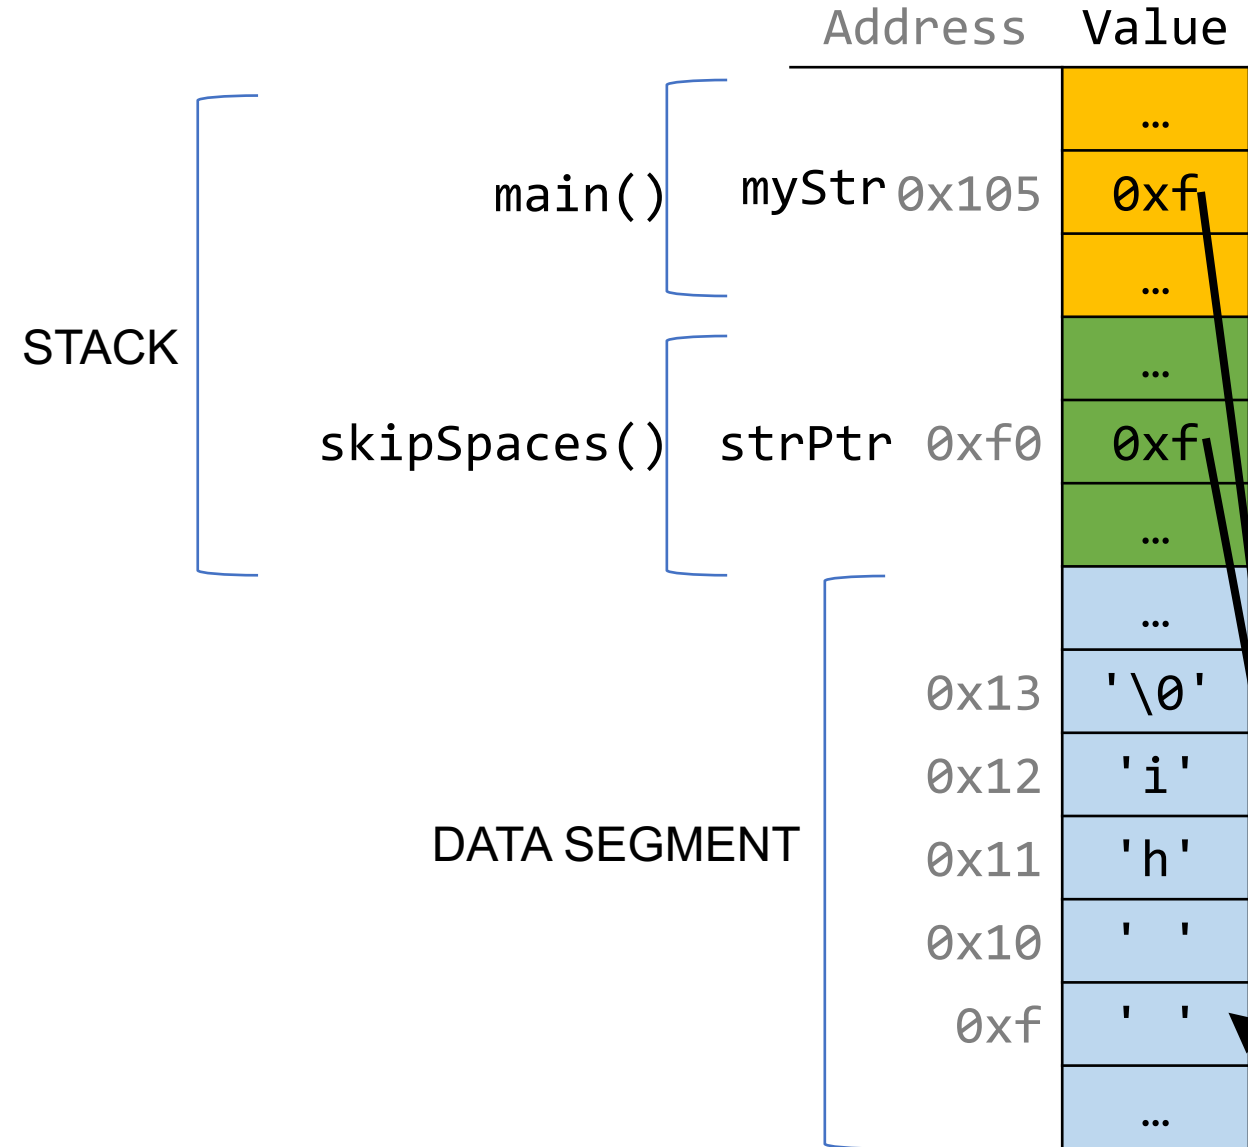 Address Value
…
main() myStr 0x105 0xf
…
STACK
…
skipSpaces() strPtr 0xf0 0xf
…
…
0x13 '\0'
0x12 'i'
DATA SEGMENT
0x11 'h'
0x10 ' '
0xf ' '
…